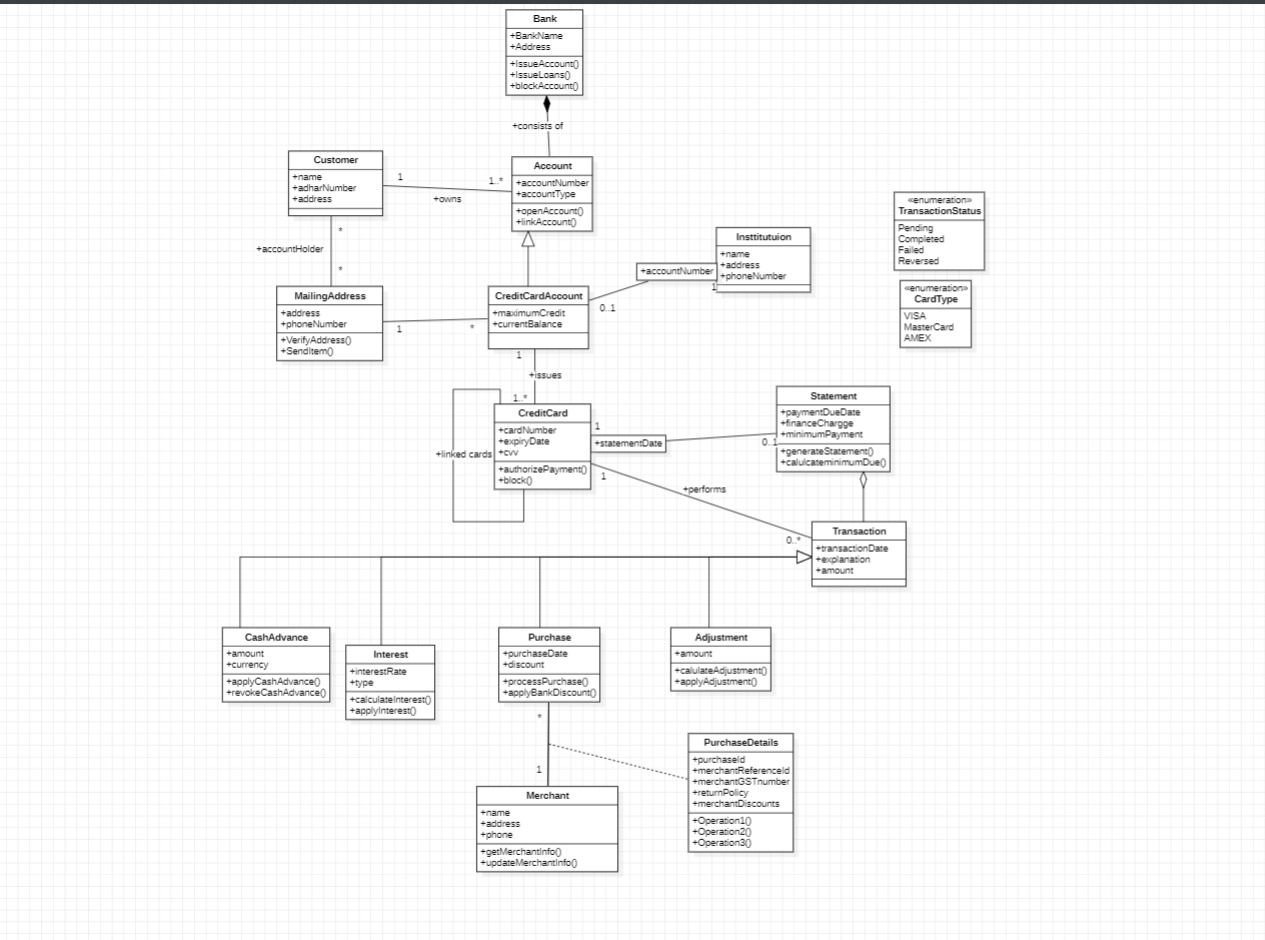 Bank
+BankName
+Address
+IssueAccount()
+IssueLoans()
+blockAccount()
+consists of
Customer
+name
+adharNumber
+address
1
1..*
+owns
Account
+accountNumber
+accountType
+openAccount()
+linkAccount()
«enumeration»
TransactionStatus
Pending
Completed
Failed
Reversed
*
+accountHolder
*
Insttitutuion
+name
+address
+phoneNumber
+accountNumber
1
0..1
«enumeration»
CardType
VISA
MasterCard
AMEX
MailingAddress
+address
+phoneNumber
+VerifyAddress()
+SendItem()
1
*
CreditCardAccount
+maximumCredit
+currentBalance
1
+issues
1..*
CreditCard
+cardNumber
+expiryDate
+cvv
+authorizePayment()
+block()
+linked cards
1
+statementDate
0..1
Statement
+paymentDueDate
+financeChargge
+minimumPayment
+generateStatement()
+calulcateminimumDue()
1
+performs
0..*
Transaction
+transactionDate
+explanation
+amount
CashAdvance
+amount
+currency
+applyCashAdvance()
+revokeCashAdvance()
Interest
+interestRate
+type
+calculateInterest()
+applyInterest()
Purchase
+purchaseDate
+discount
+processPurchase()
+applyBankDiscount()
Adjustment
+amount
+calulateAdjustment()
+applyAdjustment()
*
1
PurchaseDetails
+purchaseId
+merchantReferenceId
+merchantGSTnumber
+returnPolicy
+merchantDiscounts
+Operation1()
+Operation2()
+Operation3()
Merchant
+name
+address
+phone
+getMerchantInfo()
+updateMerchantInfo()